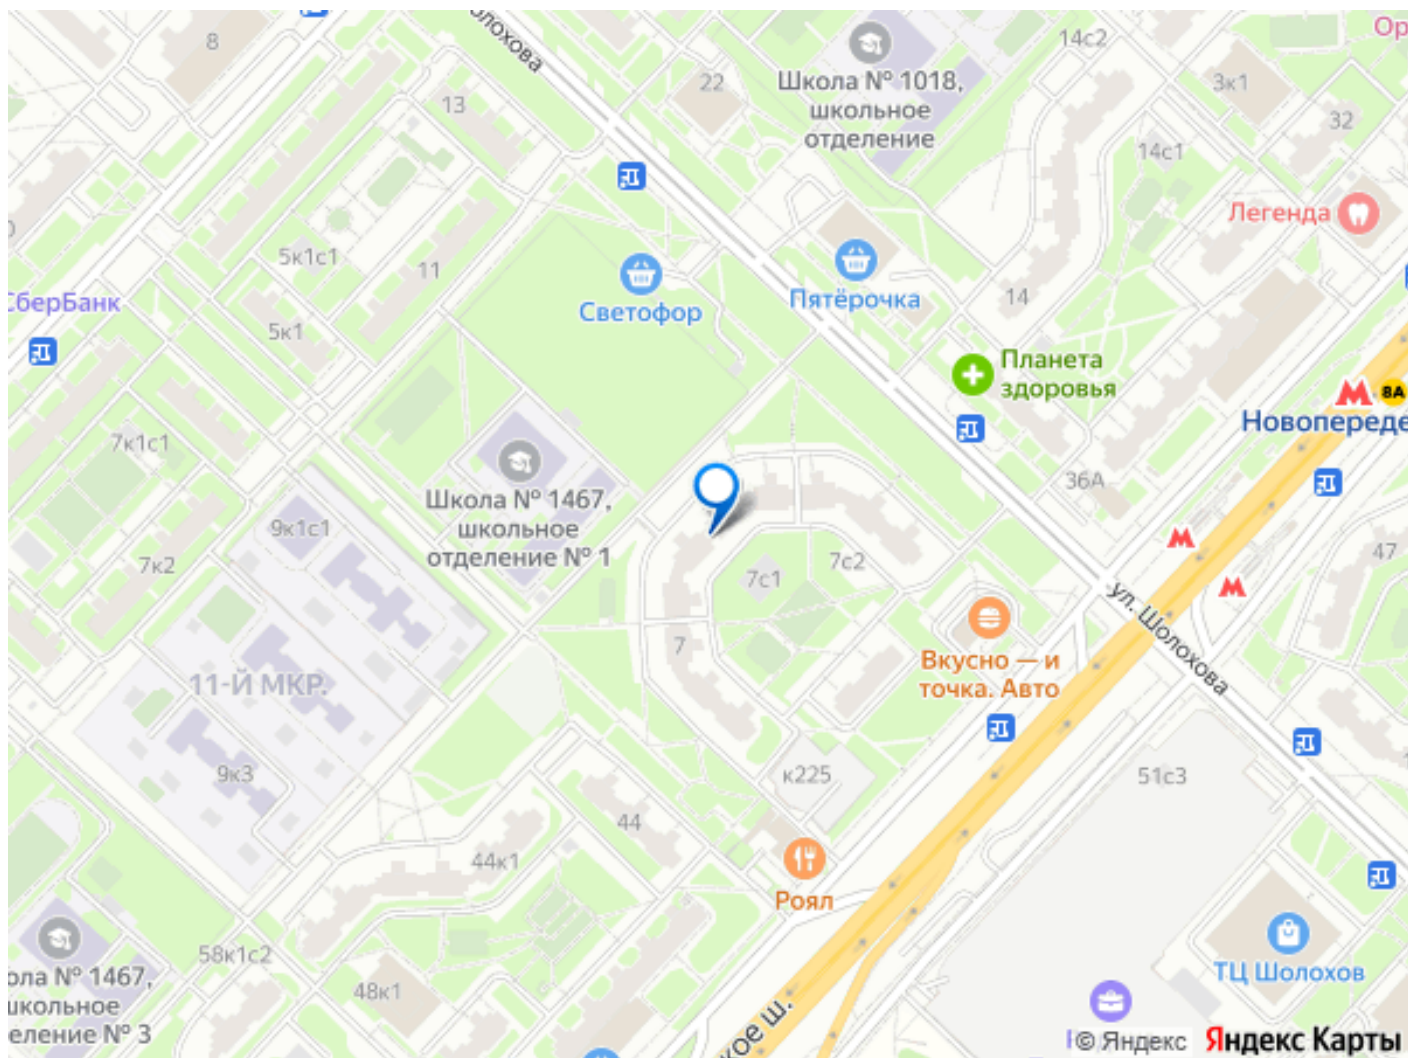 олохова
8
14с2
Ор
22
Школа № 1018,
школьное
отделение
3к1
13
32
14с1
Легенда
5к1с1
11
Светофор
Пятёрочка
14
СберБанк
5к1
Планета
здоровья
8А
Новопереде
7к1с1
36А
Школа № 1467,
школьное
отделение № 1
9к1с1
7к2
7с1
7с2
47
ул. Шолохова
7
Вкусно — и
точка. Авто
11-Й МКР.
9к3
к225
51с3
44
44к1
Роял
58к1с2
ТЦ Шолохов
ола № 1467,
школьное
еление № 3
48к1
кое ш.
© Яндекс
Яндекс Карты